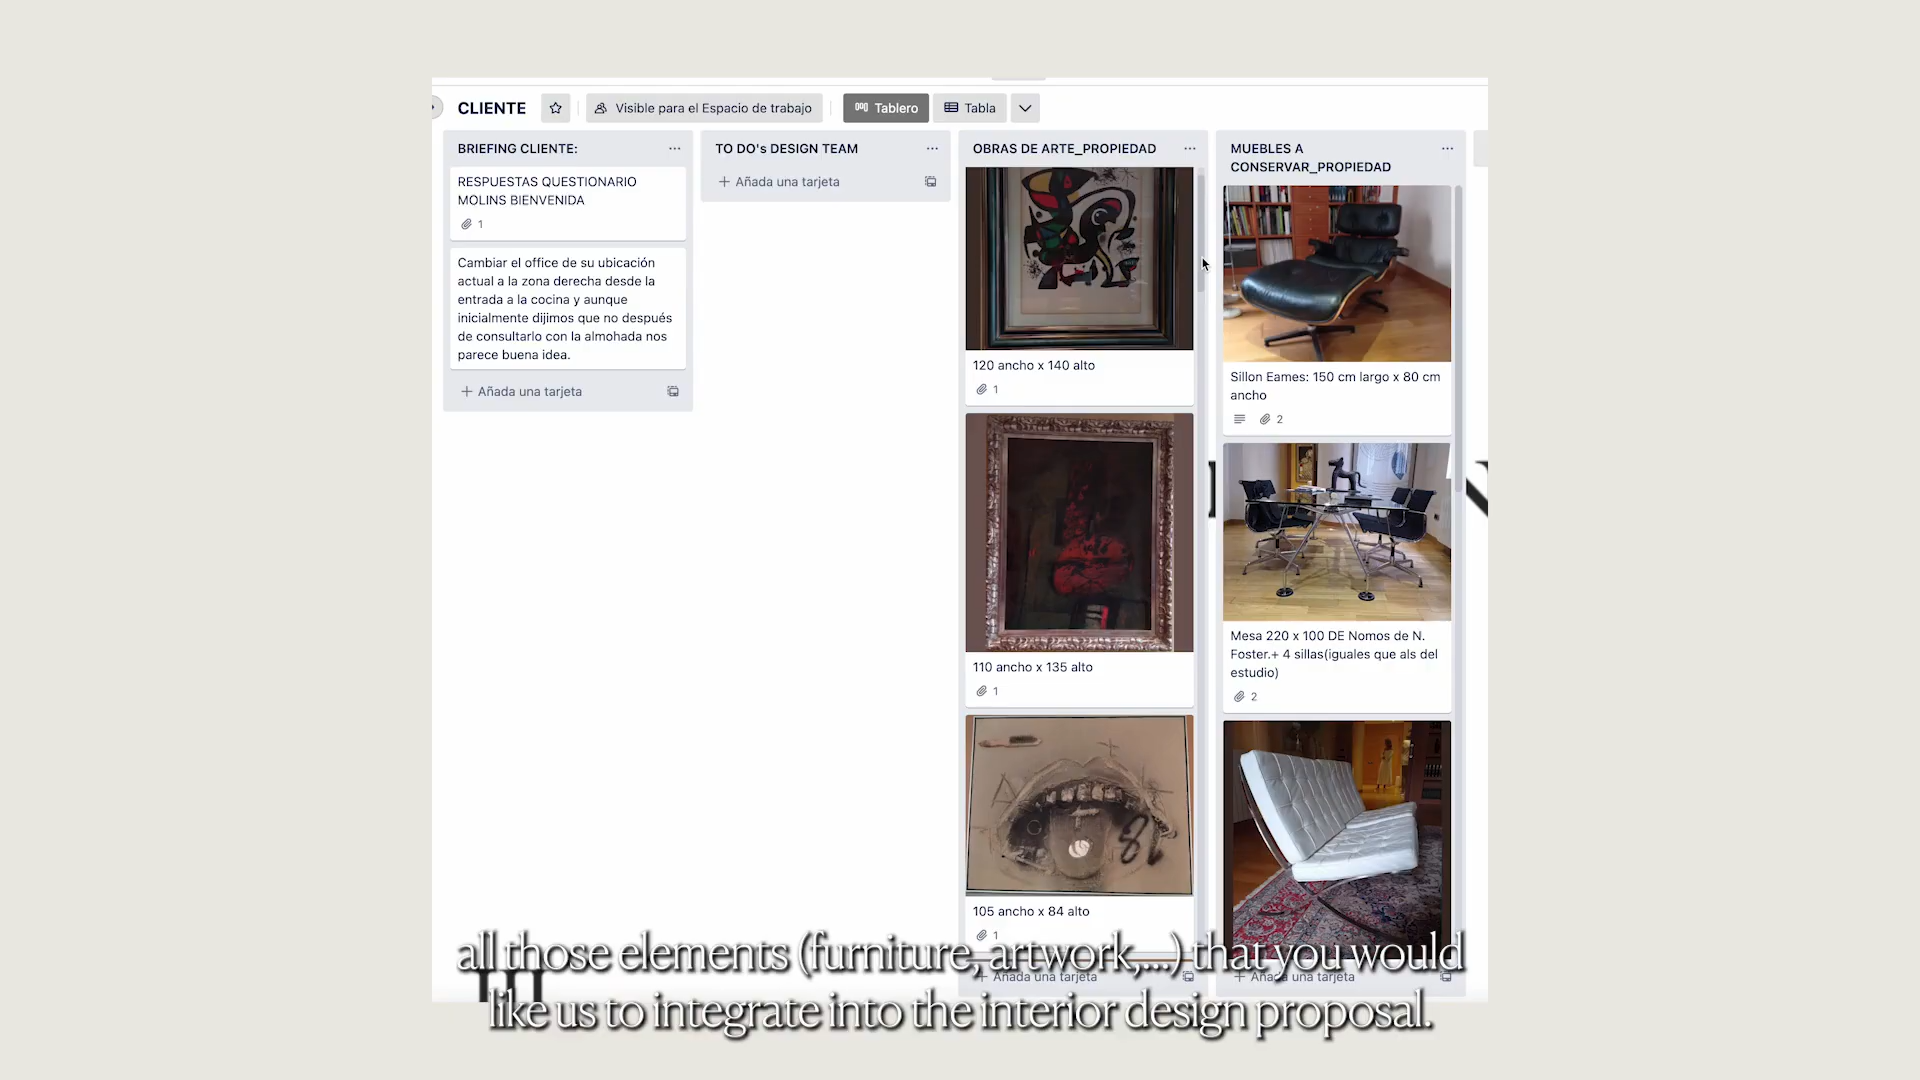 CLIENTE
Visible para el Espacio de trabajo
Tablero
Tabla
BRIEFING CLIENTE:
RESPUESTAS QUESTIONARIO
MOLINS BIENVENIDA
1
Cambiar el office de su ubicación
actual a la zona derecha desde la
entrada a la cocina y aunque
inicialmente dijimos que no después
de consultarlo con la almohada nos
parece buena idea.
Añada una tarjeta
TO DO's DESIGN TEAM
Añada una tarjeta
OBRAS DE ARTE_PROPIEDAD
120 ancho x 140 alto
1
110 ancho x 135 alto
1
105 ancho x 84 alto
1
Añada una tarjeta
MUEBLES A
CONSERVAR_PROPIEDAD
Sillon Eames: 150 cm largo x 80 cm
ancho
2
Mesa 220 x 100 DE Nomos de N.
Foster.+ 4 sillas(iguales que als del
estudio)
2
Añada una tarjeta
all those elements (furniture, artwork,...) that you would
like us to integrate into the interior design proposal.